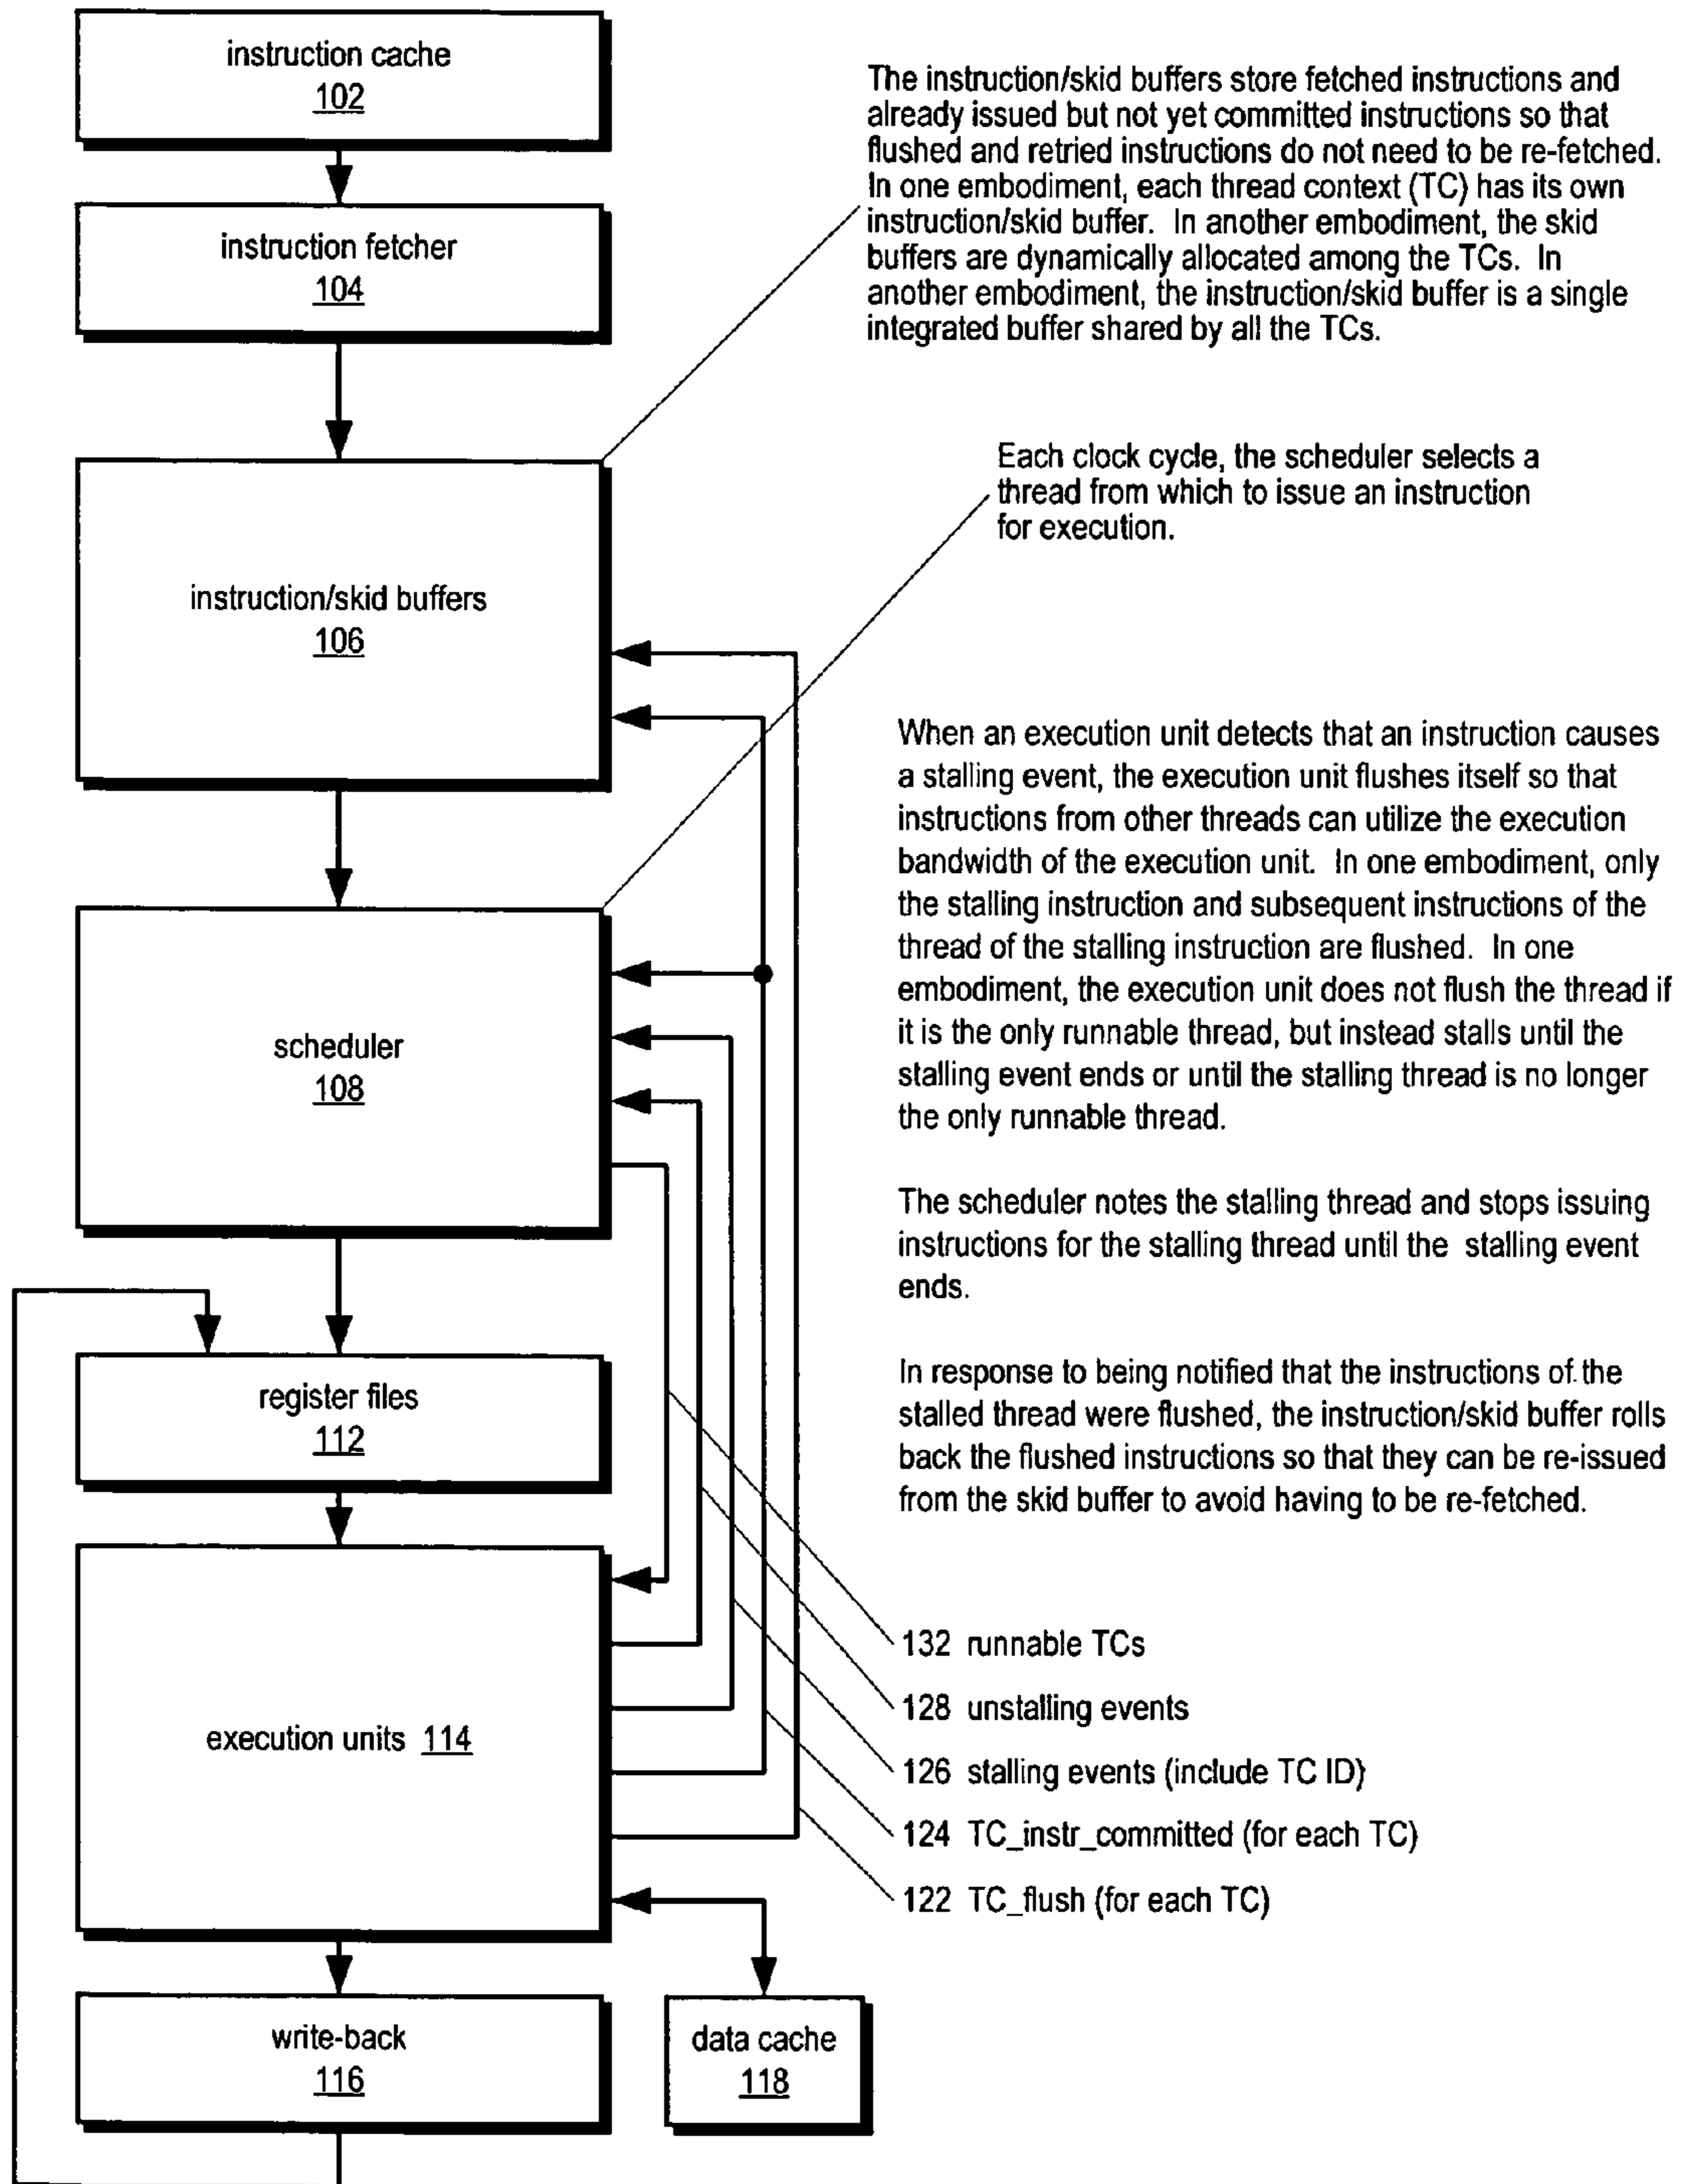 instruction cache
102
instruction fetcher
104
The instruction/skid buffers store fetched instructions and
already issued but not yet committed instructions so that
flushed and retried instructions do not need to be re-fetched.
In one embodiment, each thread context (TC) has its own
instruction/skid buffer. In another embodiment, the skid
buffers are dynamically allocated among the TCs. In
another embodiment, the instruction/skid buffer is a single
integrated buffer shared by all the TCs.
Each clock cycle, the scheduler selects a
thread from which to issue an instruction
for execution.
instruction/skid buffers
106
When an execution unit detects that an instruction causes
a stalling event, the execution unit flushes itself so that
instructions from other threads can utilize the execution
bandwidth of the execution unit. In one embodiment, only
the stalling instruction and subsequent instructions of the
thread of the stalling instruction are flushed. In one
embodiment, the execution unit does not flush the thread if
it is the only runnable thread, but instead stalls until the
stalling event ends or until the stalling thread is no longer
the only runnable thread.
scheduler
108
The scheduler notes the stalling thread and stops issuing
instructions for the stalling thread until the stalling event
ends.
In response to being notified that the instructions of the
stalled thread were flushed, the instruction/skid buffer rolls
back the flushed instructions so that they can be re-issued
from the skid buffer to avoid having to be re-fetched.
register files
112
execution units 114
132 runnable TCs
128 unstalling events
126 stalling events (include TC ID)
124 TC_instr_committed (for each TC)
122 TC_flush (for each TC)
write-back
116
data cache
118